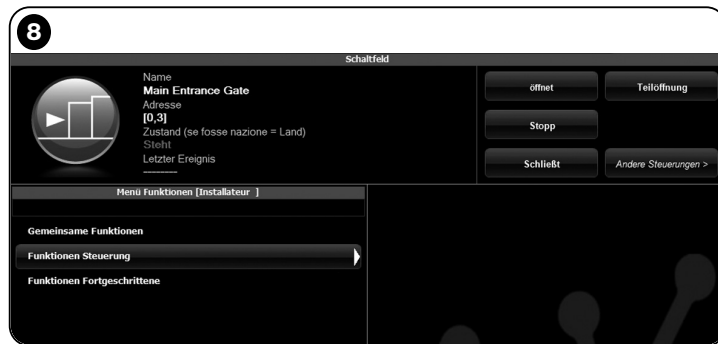 8
Schaltfeld
Name
Main Entrance Gate
Adresse
[0,3]
Zustand (se fosse nazione = Land)
Steht
Letzter Ereignis
--------
öffnet
Teilöffnung
Stopp
Schließt
Andere Steuerungen >
Menü Funktionen [Installateur ]
Gemeinsame Funktionen
Funktionen Steuerung
Funktionen Fortgeschrittene